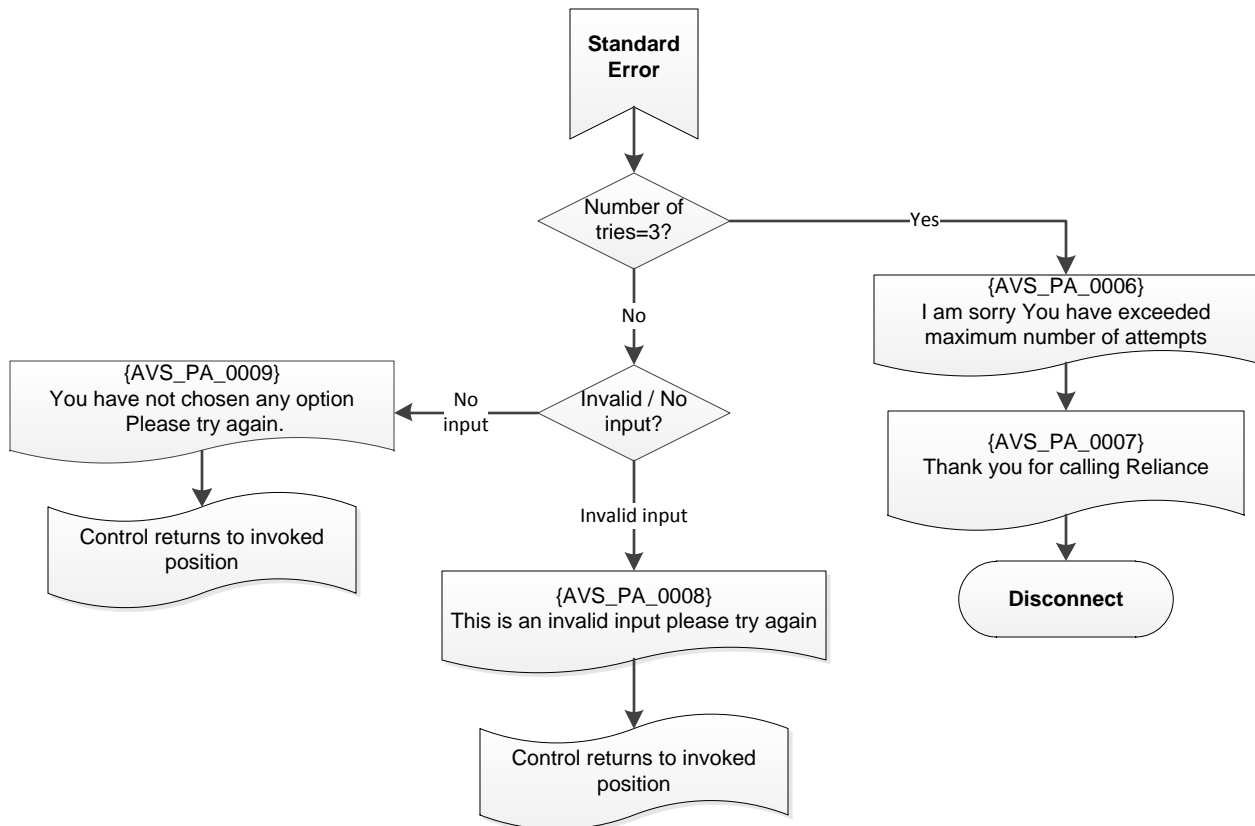 Standard
Error
Number of
tries=3?
Yes
{AVS_PA_0006}
I am sorry You have exceeded
maximum number of attempts
No
{AVS_PA_0009}
You have not chosen any option
Please try again.
No
input
Invalid / No
input?
{AVS_PA_0007}
Thank you for calling Reliance
Control returns to invoked
position
Invalid input
{AVS_PA_0008}
This is an invalid input please try again
Disconnect
Control returns to invoked
position